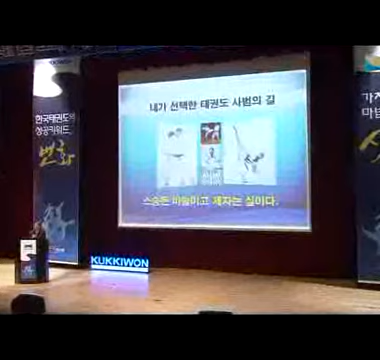 내가 선택한 태권도 사범의 길
스승은 바늘이고 제자는 실이다.
한국태권도의
성공키워드,
변화
KUKKIWON